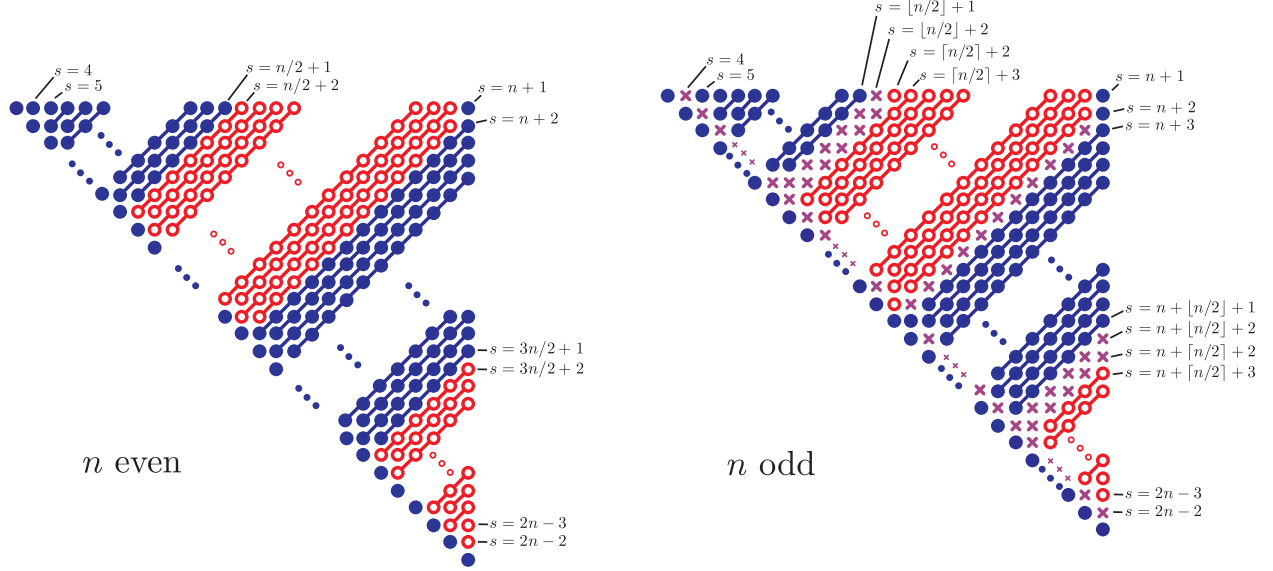 s = 4
s = 5
s = n/2 + 1
s = n/2 + 2
s = n + 1
s = n + 2
s = 3n/2 + 1
s = 3n/2 + 2
s = 2n − 3
s = 2n − 2
n even
s = ⌊n/2⌋ + 1
s = ⌊n/2⌋ + 2
s = ⌈n/2⌉ + 2
s = ⌈n/2⌉ + 3
s = 4
s = 5
s = n + 1
s = n + 2
s = n + 3
s = n + ⌊n/2⌋ + 1
s = n + ⌊n/2⌋ + 2
s = n + ⌈n/2⌉ + 2
s = n + ⌈n/2⌉ + 3
s = 2n − 3
s = 2n − 2
n odd